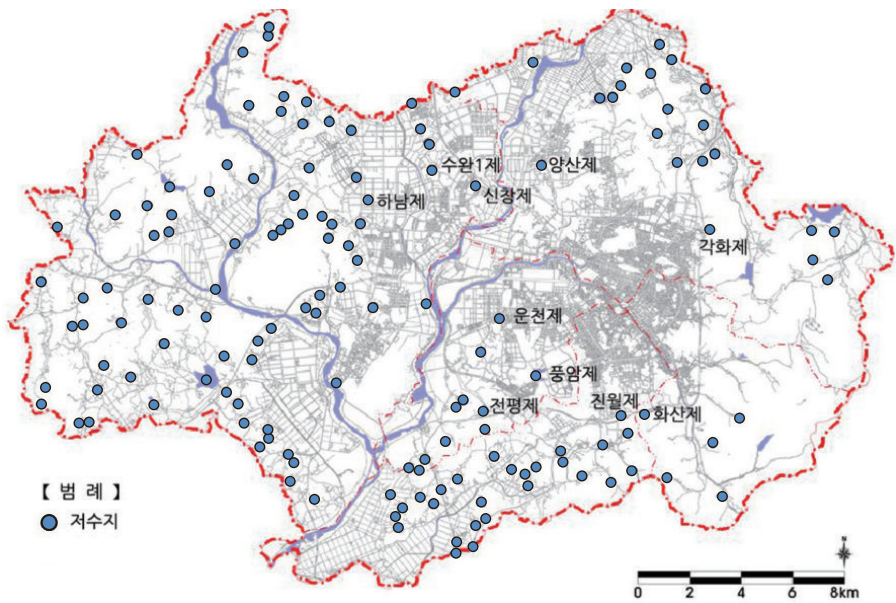 수완1제
양산제
신창제
하남제
각화제
운천제
풍암제
전평제
진월제
화산제
【 범 례 】
저수지
N
0 2 4 6 8km